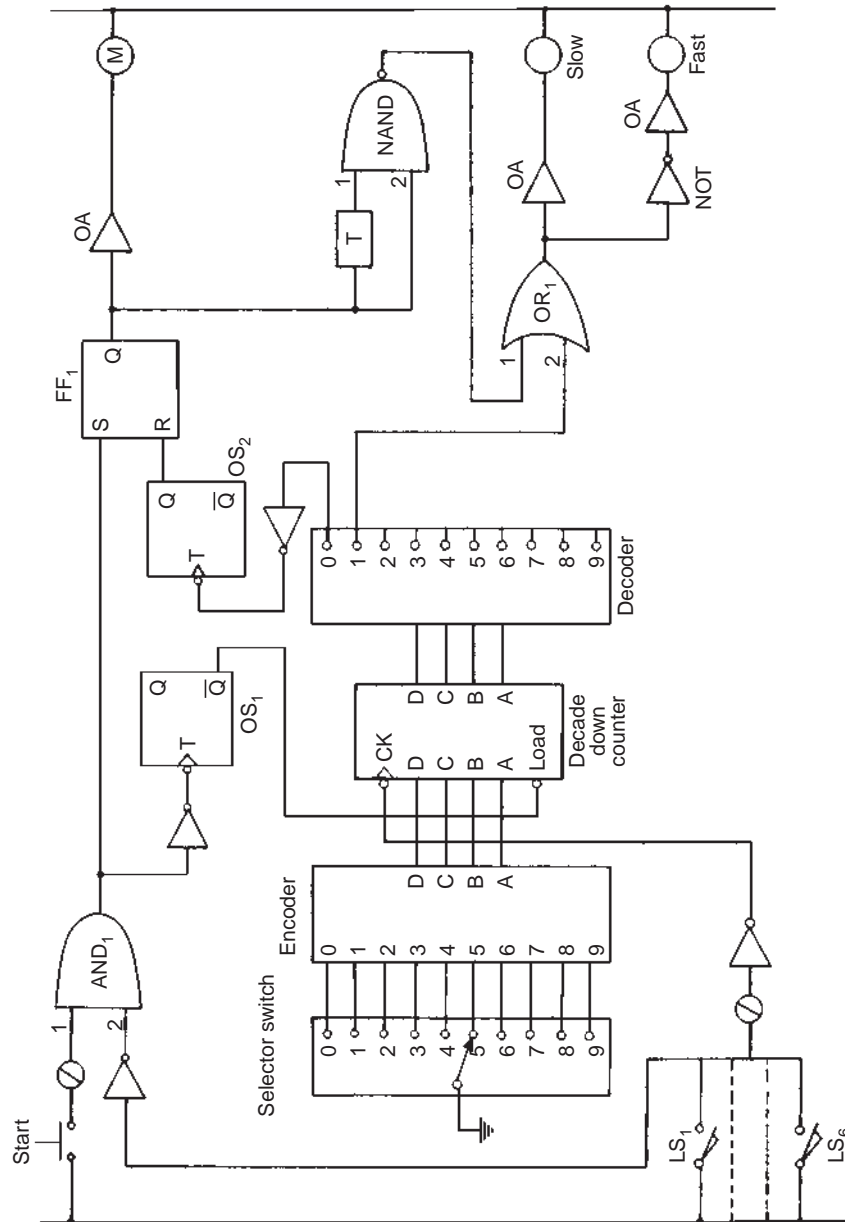 Start
1
2
AND₁
S
R
FF₁
Q
OA
M
T
OS₁
Q
Q̅
T
OS₂
Q
Q̅
T
1
2
NAND
Selector switch
0
1
2
3
4
5
6
7
8
9
Encoder
0
1
2
3
4
5
6
7
8
9
D
C
B
A
CK
D
C
B
A
Load
D
C
B
A
Decade
down
counter
Decoder
0
1
2
3
4
5
6
7
8
9
1
2
OR₁
OA
Slow
NOT
OA
Fast
LS₁
LS₆